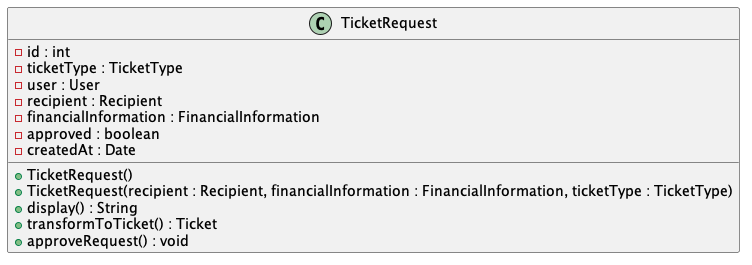 C TicketRequest
id : int
ticketType : TicketType
user : User
recipient : Recipient
financialInformation : FinancialInformation
approved : boolean
createdAt : Date
TicketRequest()
TicketRequest(recipient : Recipient, financialInformation : FinancialInformation, ticketType : TicketType)
display() : String
transformToTicket() : Ticket
approveRequest() : void